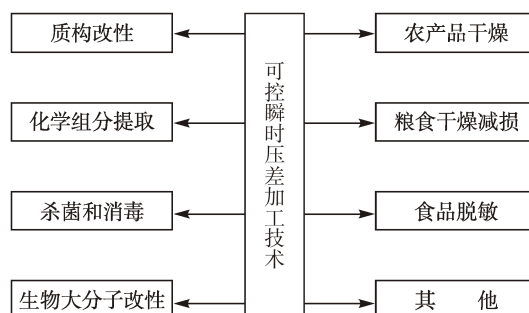 质构改性
化学组分提取
杀菌和消毒
生物大分子改性
可控瞬时压差加工技术
农产品干燥
粮食干燥减损
食品脱敏
其 他